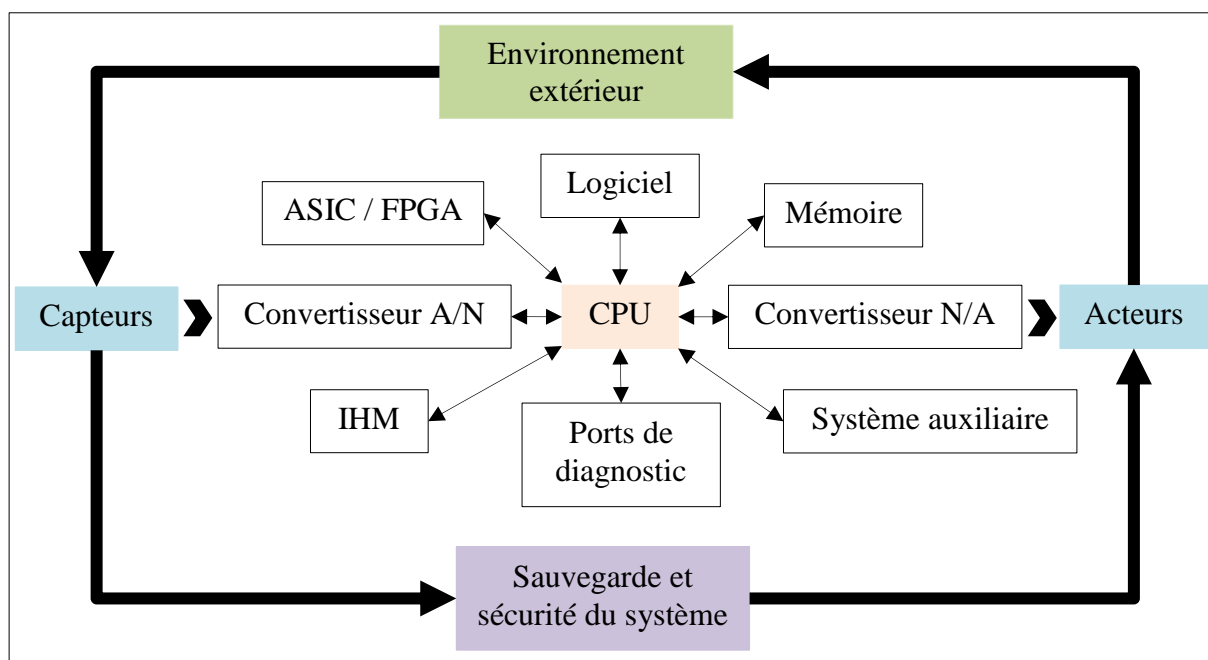 Environnement
extérieur
Logiciel
ASIC / FPGA
Mémoire
Capteurs
Convertisseur A/N
CPU
Convertisseur N/A
Acteurs
IHM
Ports de
diagnostic
Système auxiliaire
Sauvegarde et
sécurité du système